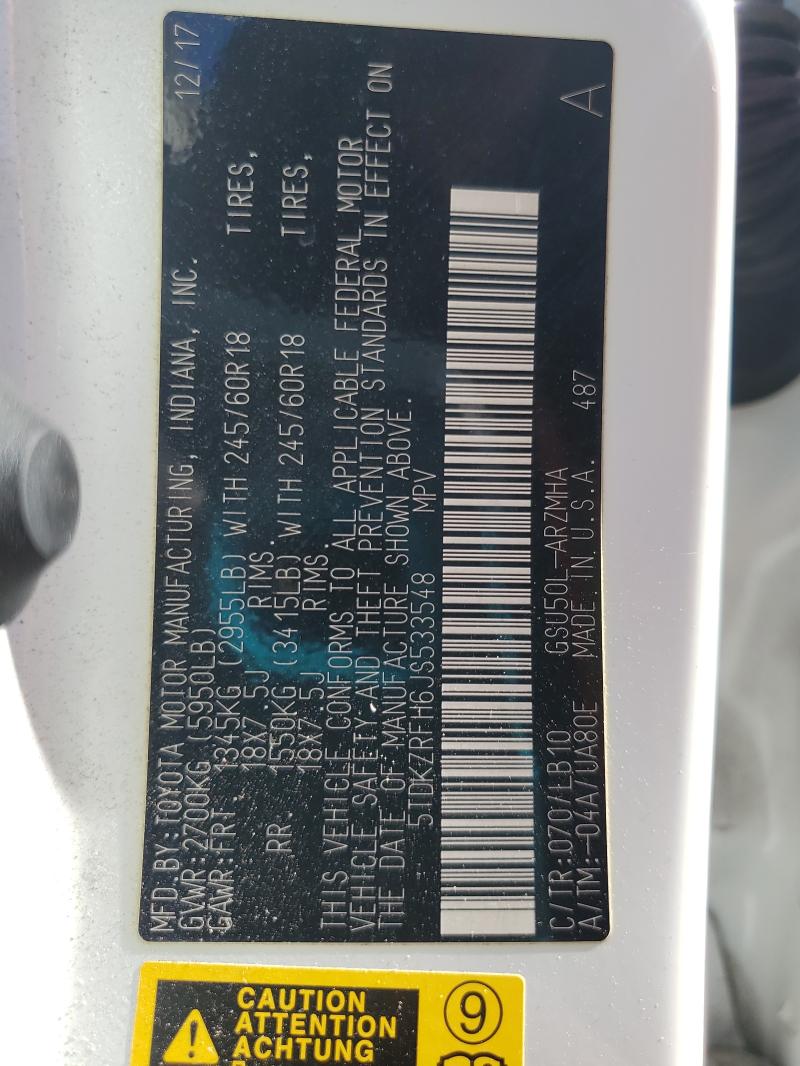 MFD.BY:TOYOTA MOTOR MANUFACTURING, INDIANA, INC. 12/17
GVWR:2700KG (5950LB)
GAWR:FRT. 1345KG (2955LB) WITH 245/60R18 TIRES,
18X7.5J RIMS.
RR. 1550KG (3415LB) WITH 245/60R18 TIRES,
18X7.5J RIMS.
THIS VEHICLE CONFORMS TO ALL APPLICABLE FEDERAL MOTOR
VEHICLE SAFETY AND THEFT PREVENTION STANDARDS IN EFFECT ON
THE DATE OF MANUFACTURE SHOWN ABOVE.
5TDKZRFH6JS533548 MPV
C/TR:070/LB10 GSU50L-ARZMHA
A/TM:-04A7UA80E MADE IN U.S.A. 487 A
CAUTION
ATTENTION
ACHTUNG
9